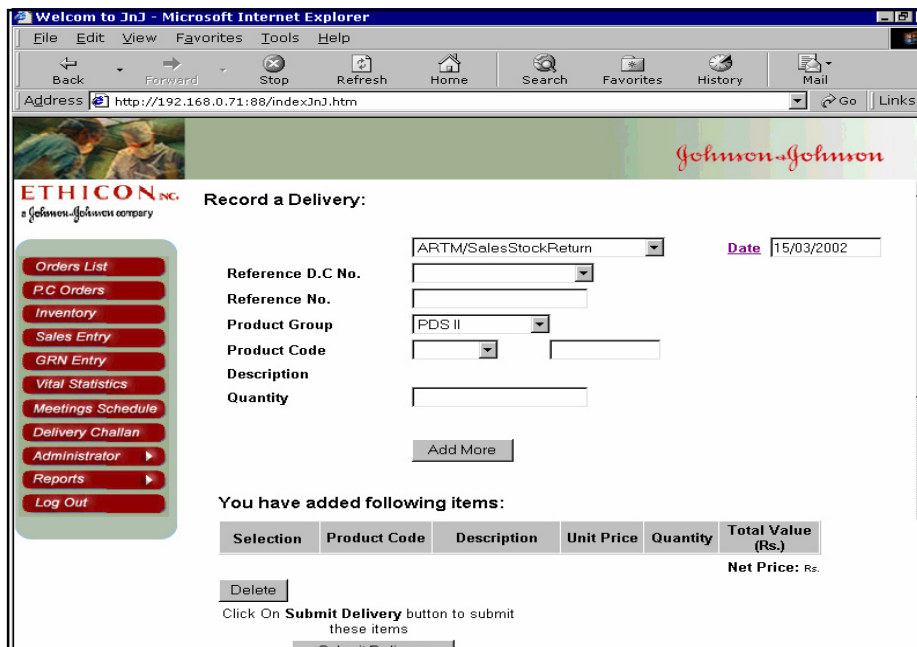 Welcom to JnJ - Microsoft Internet Explorer
File Edit View Favorites Tools Help
Back Forward Stop Refresh Home Search Favorites History Mail
Address http://192.168.0.71:88/indexJnJ.htm Go Links
Johnson & Johnson
ETHICON INC.
a Johnson & Johnson company
Record a Delivery:
ARTM/SalesStockReturn Date 15/03/2002
Reference D.C No.
Reference No.
Product Group PDS II
Product Code
Description
Quantity
Add More
Orders List
P.C Orders
Inventory
Sales Entry
GRN Entry
Vital Statistics
Meetings Schedule
Delivery Challan
Administrator
Reports
Log Out
You have added following items:
Selection Product Code Description Unit Price Quantity Total Value (Rs.)
Net Price: Rs.
Delete
Click On Submit Delivery button to submit
these items